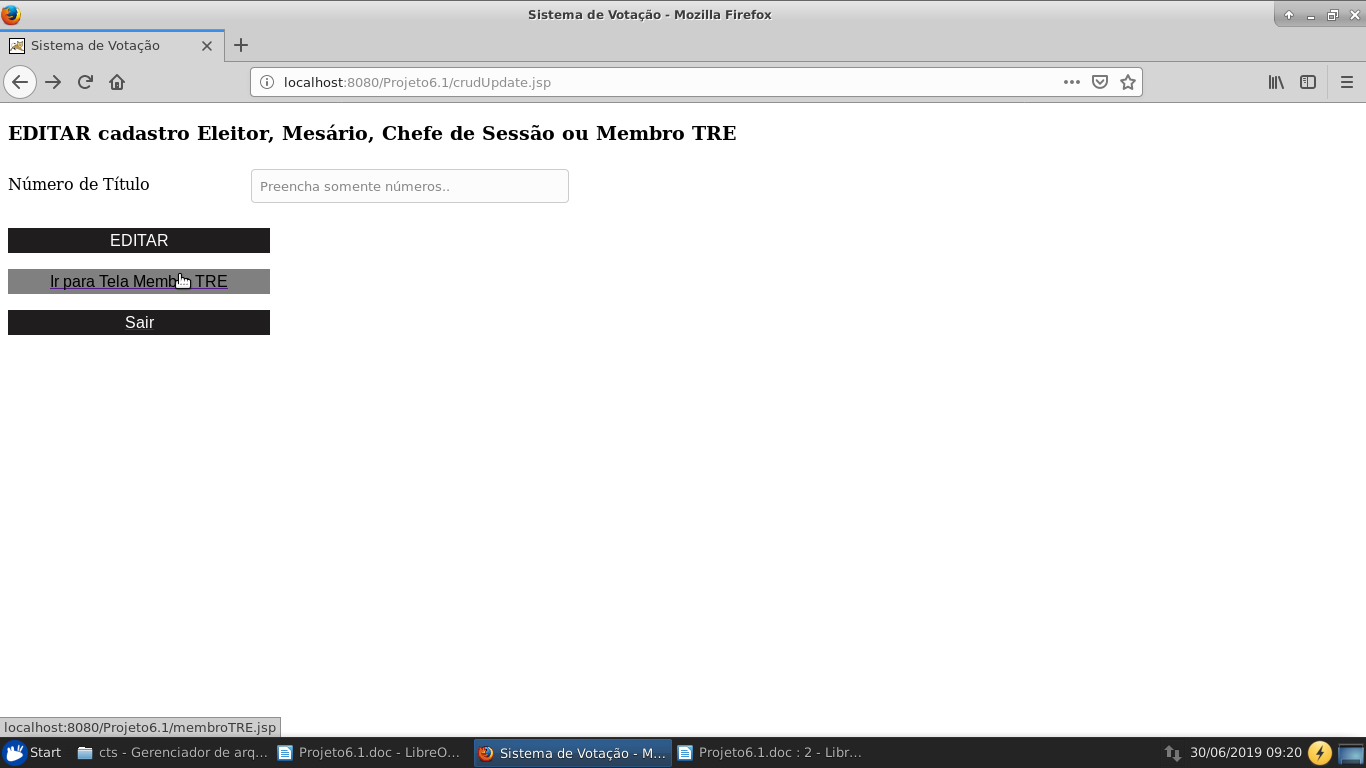 Sistema de Votação - Mozilla Firefox
Sistema de Votação
localhost:8080/Projeto6.1/crudUpdate.jsp
EDITAR cadastro Eleitor, Mesário, Chefe de Sessão ou Membro TRE
Número de Título
Preencha somente números..
EDITAR
Ir para Tela Membro TRE
Sair
localhost:8080/Projeto6.1/membroTRE.jsp
Start
cts - Gerenciador de arq...
Projeto6.1.doc - LibreO...
Sistema de Votação - M...
Projeto6.1.doc : 2 - Libr...
30/06/2019 09:20